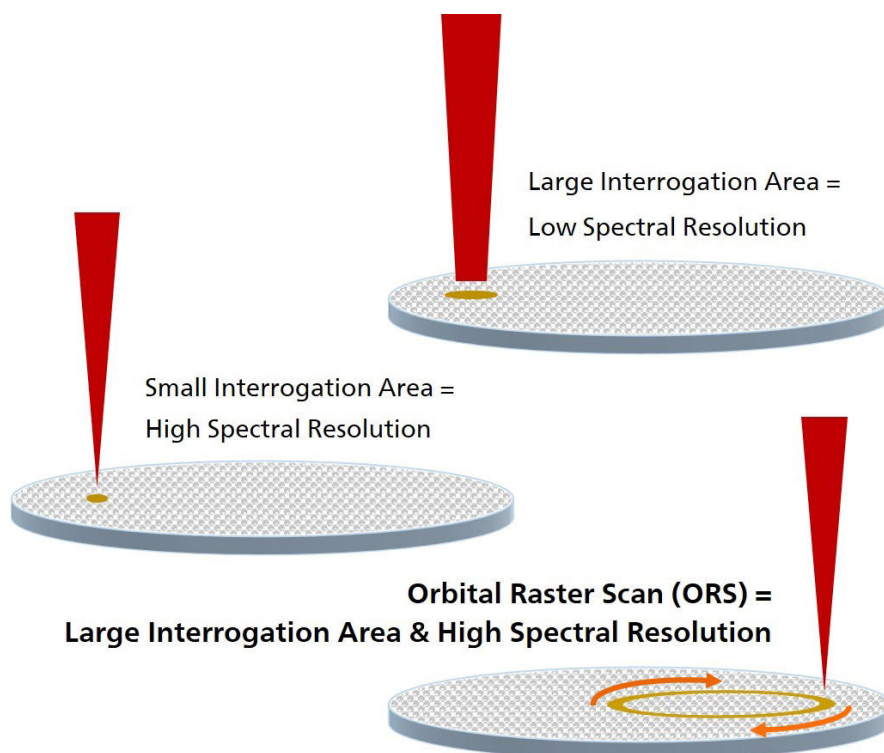 Large Interrogation Area =
Low Spectral Resolution
Small Interrogation Area =
High Spectral Resolution
Orbital Raster Scan (ORS) =
Large Interrogation Area & High Spectral Resolution